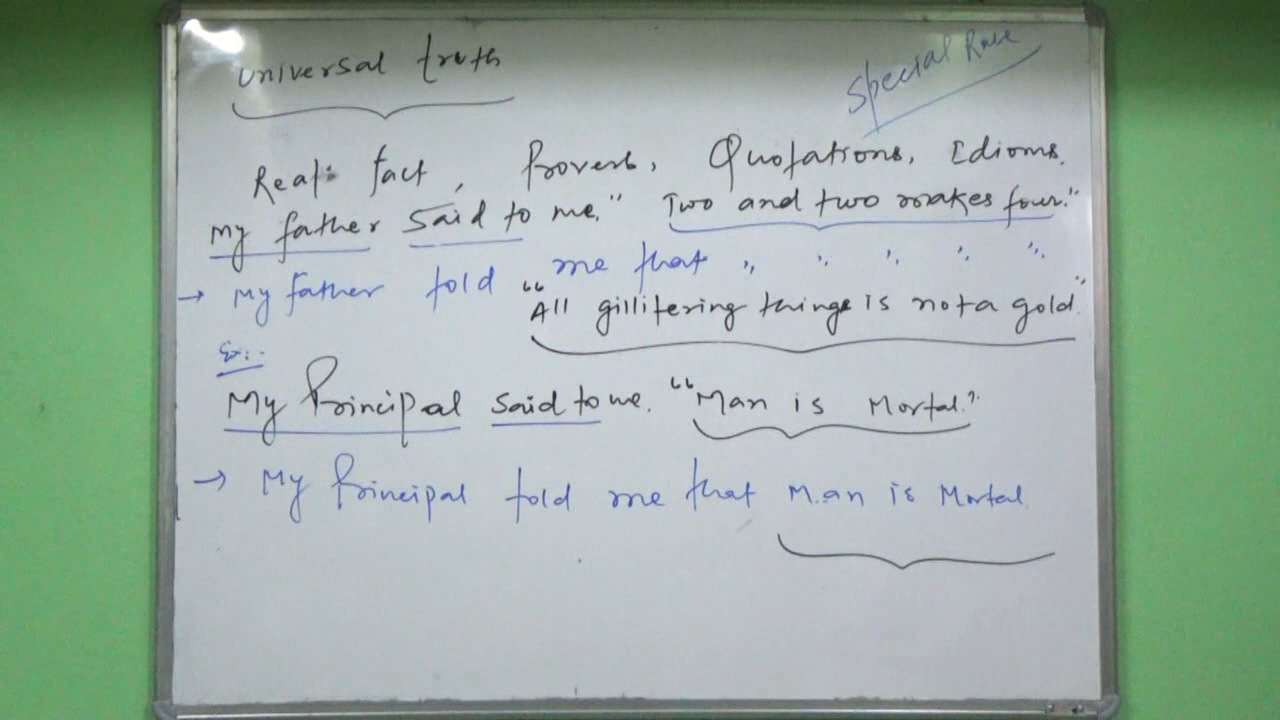 Universal truth
Special Rule
Real fact, Proverb, Quotations, Idioms.
My father said to me." Two and two makes four."
→ My father told me that " " " " "
"All gillitering things is not a gold."
Ex:-
My Principal said to me. "Man is Mortal."
→ My Principal told me that Man is Mortal